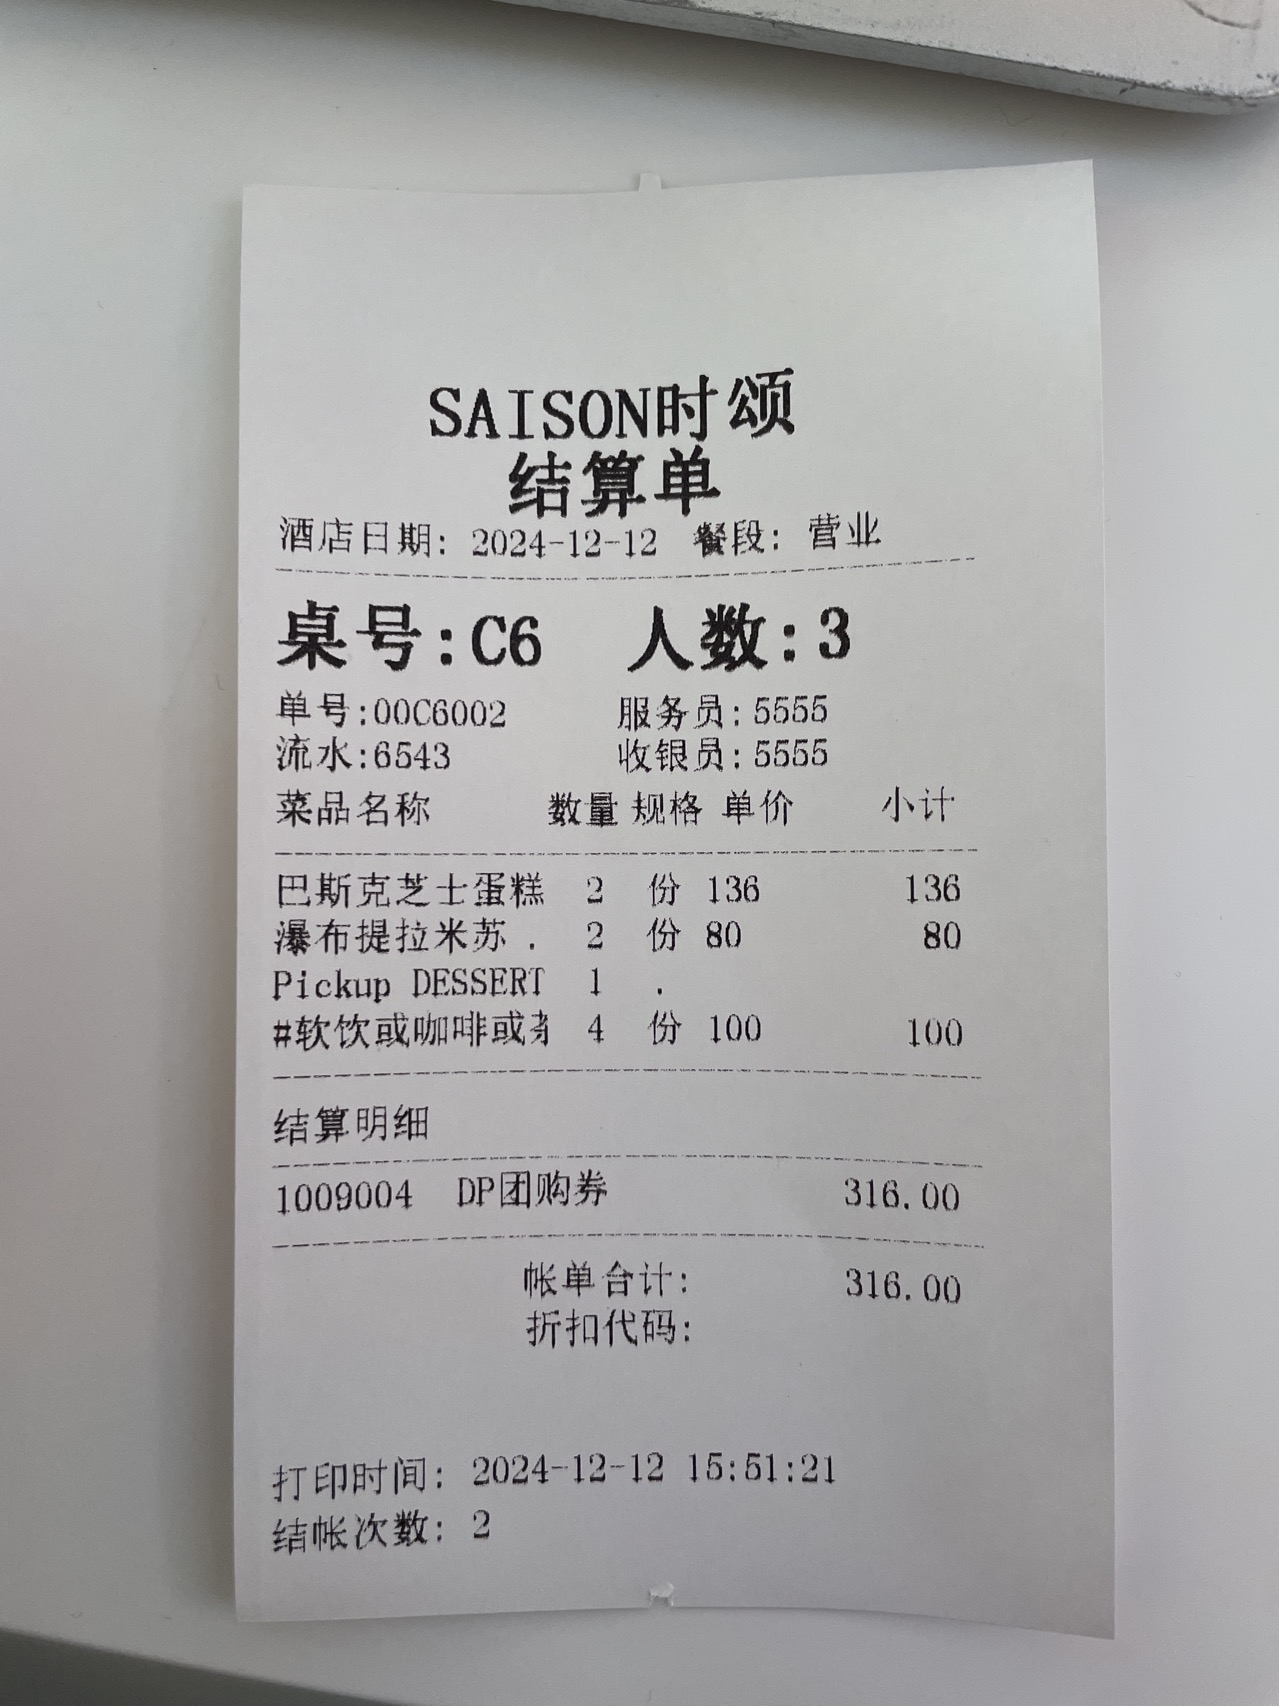 SAISON时颂
结算单
酒店日期: 2024-12-12 餐段: 营业
桌号:C6 人数:3
单号:00C6002 服务员:5555
流水:6543 收银员:5555
菜品名称 数量 规格 单价 小计
巴斯克芝士蛋糕 2 份 136 136
瀑布提拉米苏 . 2 份 80 80
Pickup DESSERT 1 .
#软饮或咖啡或 4 份 100 100
结算明细
1009004 DP团购券 316.00
帐单合计: 316.00
折扣代码:
打印时间: 2024-12-12 15:51:21
结帐次数: 2